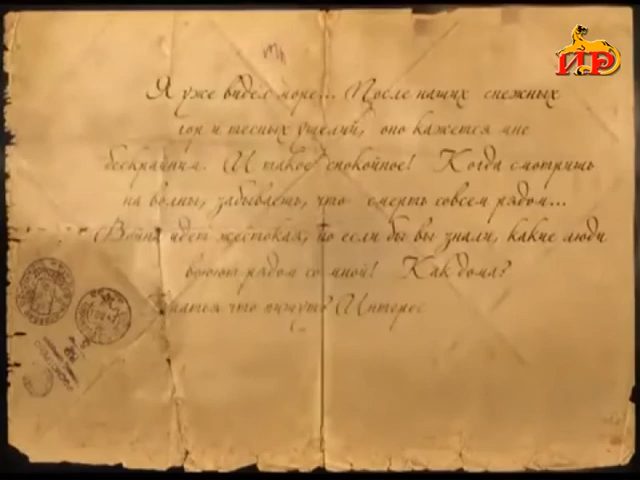 ИР
Я уже видел море... После наших снежных
гор и тесных ущелий, оно кажется мне
бескрайним. И такое спокойное! Когда смотришь
на волны, забываешь, что смерть совсем рядом...
Война идет жестокая, но если бы вы знали, какие люди
воюют рядом со мной! Как дома?
что пишут?